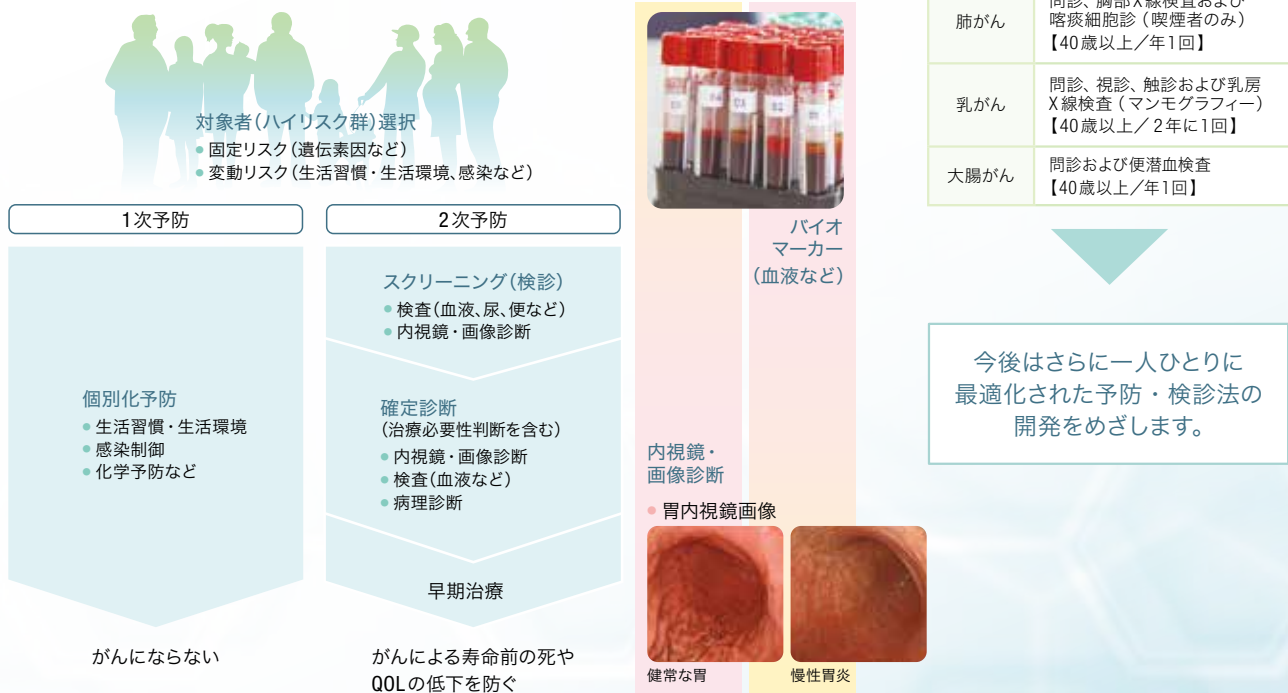 対象者(ハイリスク群)選択
● 固定リスク(遺伝素因など)
● 変動リスク(生活習慣・生活環境、感染など)
1次予防
個別化予防
● 生活習慣・生活環境
● 感染制御
● 化学予防など
がんにならない
2次予防
スクリーニング(検診)
● 検査(血液、尿、便など)
● 内視鏡・画像診断
確定診断
(治療必要性判断を含む)
● 内視鏡・画像診断
● 検査(血液など)
● 病理診断
早期治療
がんによる寿命前の死や
QOLの低下を防ぐ
バイオ
マーカー
(血液など)
内視鏡・
画像診断
● 胃内視鏡画像
健常な胃
慢性胃炎
肺がん
問診、胸部X線検査および
喀痰細胞診(喫煙者のみ)
【40歳以上/年1回】
乳がん
問診、視診、触診および乳房
X線検査(マンモグラフィー)
【40歳以上/2年に1回】
大腸がん
問診および便潜血検査
【40歳以上/年1回】
今後はさらに一人ひとりに
最適化された予防・検診法の
開発をめざします。